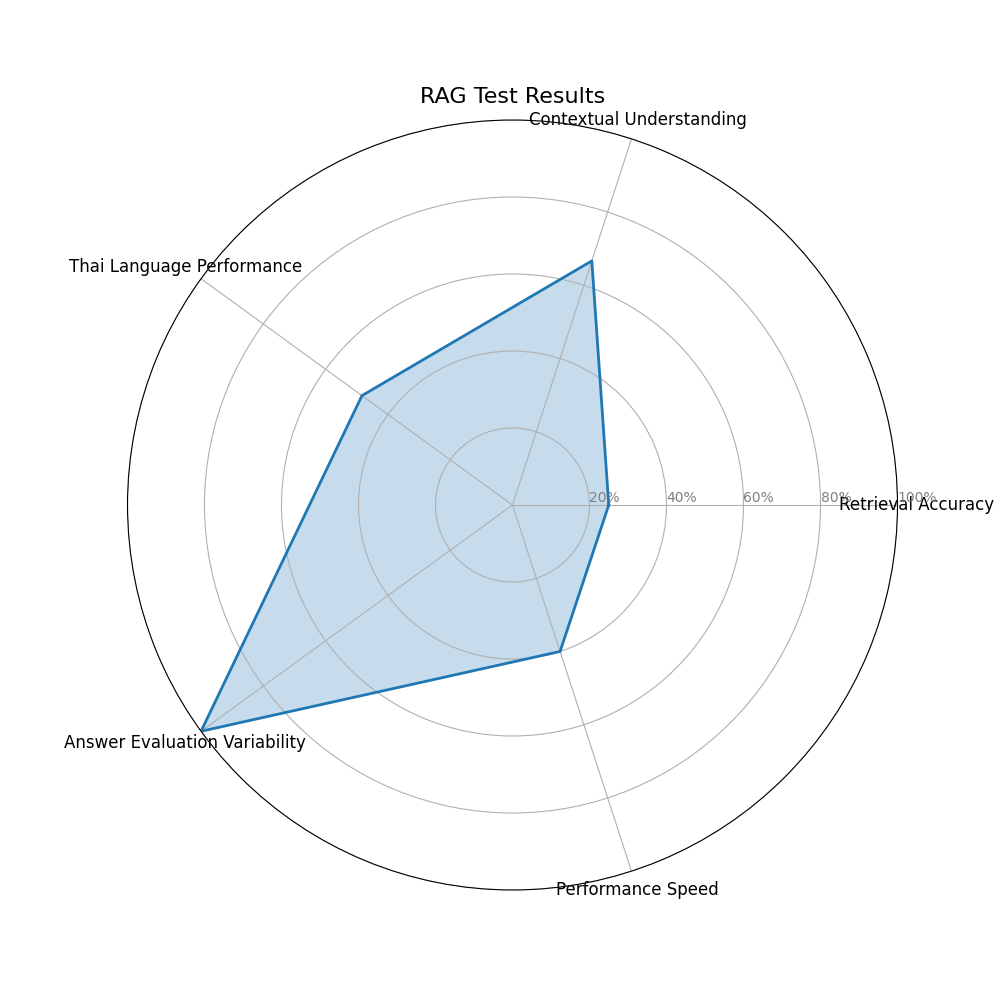 RAG Test Results
Contextual Understanding
Thai Language Performance
20%
40%
60%
80%
100%
Retrieval Accuracy
Answer Evaluation Variability
Performance Speed